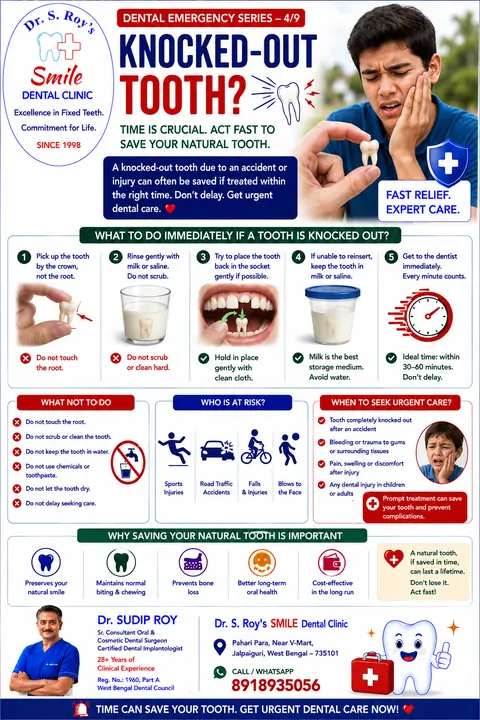 Dr. S. Roy's
Smile
DENTAL CLINIC
Excellence in Fixed Teeth.
Commitment for Life.
SINCE 1998
DENTAL EMERGENCY SERIES – 4/9
KNOCKED-OUT
TOOTH?
TIME IS CRUCIAL. ACT FAST TO
SAVE YOUR NATURAL TOOTH.
A knocked-out tooth due to an accident or
injury can often be saved if treated within
the right time. Don't delay. Get urgent
dental care.
FAST RELIEF.
EXPERT CARE.
WHAT TO DO IMMEDIATELY IF A TOOTH IS KNOCKED OUT?
1
Pick up the tooth
by the crown,
not the root.
Do not touch
the root.
2
Rinse gently with
milk or saline.
Do not scrub.
Do not scrub
or clean hard.
3
Try to place the tooth
back in the socket
gently if possible.
Hold in place
gently with
clean cloth.
4
If unable to reinsert,
keep the tooth in
milk or saline.
Milk is the best
storage medium.
Avoid water.
5
Get to the dentist
immediately.
Every minute counts.
Ideal time: within
30–60 minutes.
Don't delay.
WHAT NOT TO DO
Do not touch the root.
Do not scrub or clean the tooth.
Do not keep the tooth in water.
Do not use chemicals or
toothpaste.
Do not let the tooth dry.
Do not delay seeking care.
WHO IS AT RISK?
Sports
Injuries
Road Traffic
Accidents
Falls
& Injuries
Blows to
the Face
WHEN TO SEEK URGENT CARE?
Tooth completely knocked
out after an accident
Bleeding or trauma to gums
or surrounding tissues
Pain, swelling or discomfort
after injury
Any dental injury in children
or adults
Prompt treatment can save
your tooth and prevent
complications.
WHY SAVING YOUR NATURAL TOOTH IS IMPORTANT
Preserves your
natural smile
Maintains normal
biting & chewing
Prevents bone
loss
Better long-term
oral health
Cost-effective
in the long run
A natural tooth,
if saved in time,
can last a lifetime.
Don't lose it.
Act fast!
Dr. SUDIP ROY
Sr. Consultant Oral &
Cosmetic Dental Surgeon
Certified Dental Implantologist
28+ Years of
Clinical Experience
Reg. No.: 1960, Part A
West Bengal Dental Council
Dr. S. Roy's SMILE Dental Clinic
Pahari Para, Near V-Mart,
Jalpaiguri, West Bengal – 735101
CALL / WHATSAPP
8918935056
TIME CAN SAVE YOUR TOOTH. GET URGENT DENTAL CARE NOW!